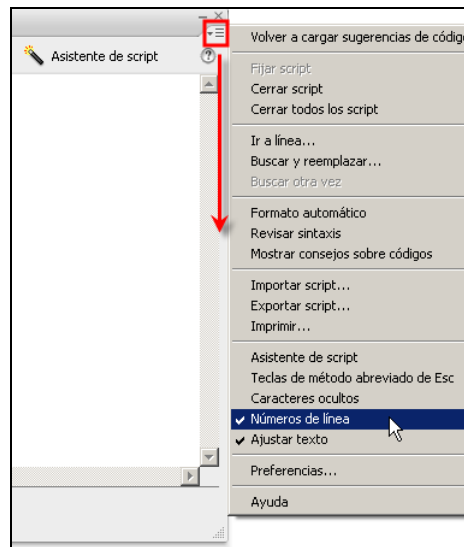 Asistente de script
Volver a cargar sugerencias de códig
Fijar script
Cerrar script
Cerrar todos los script
Ir a línea...
Buscar y reemplazar...
Buscar otra vez
Formato automático
Revisar sintaxis
Mostrar consejos sobre códigos
Importar script...
Exportar script...
Imprimir...
Asistente de script
Teclas de método abreviado de Esc
Caracteres ocultos
Números de línea
Ajustar texto
Preferencias...
Ayuda